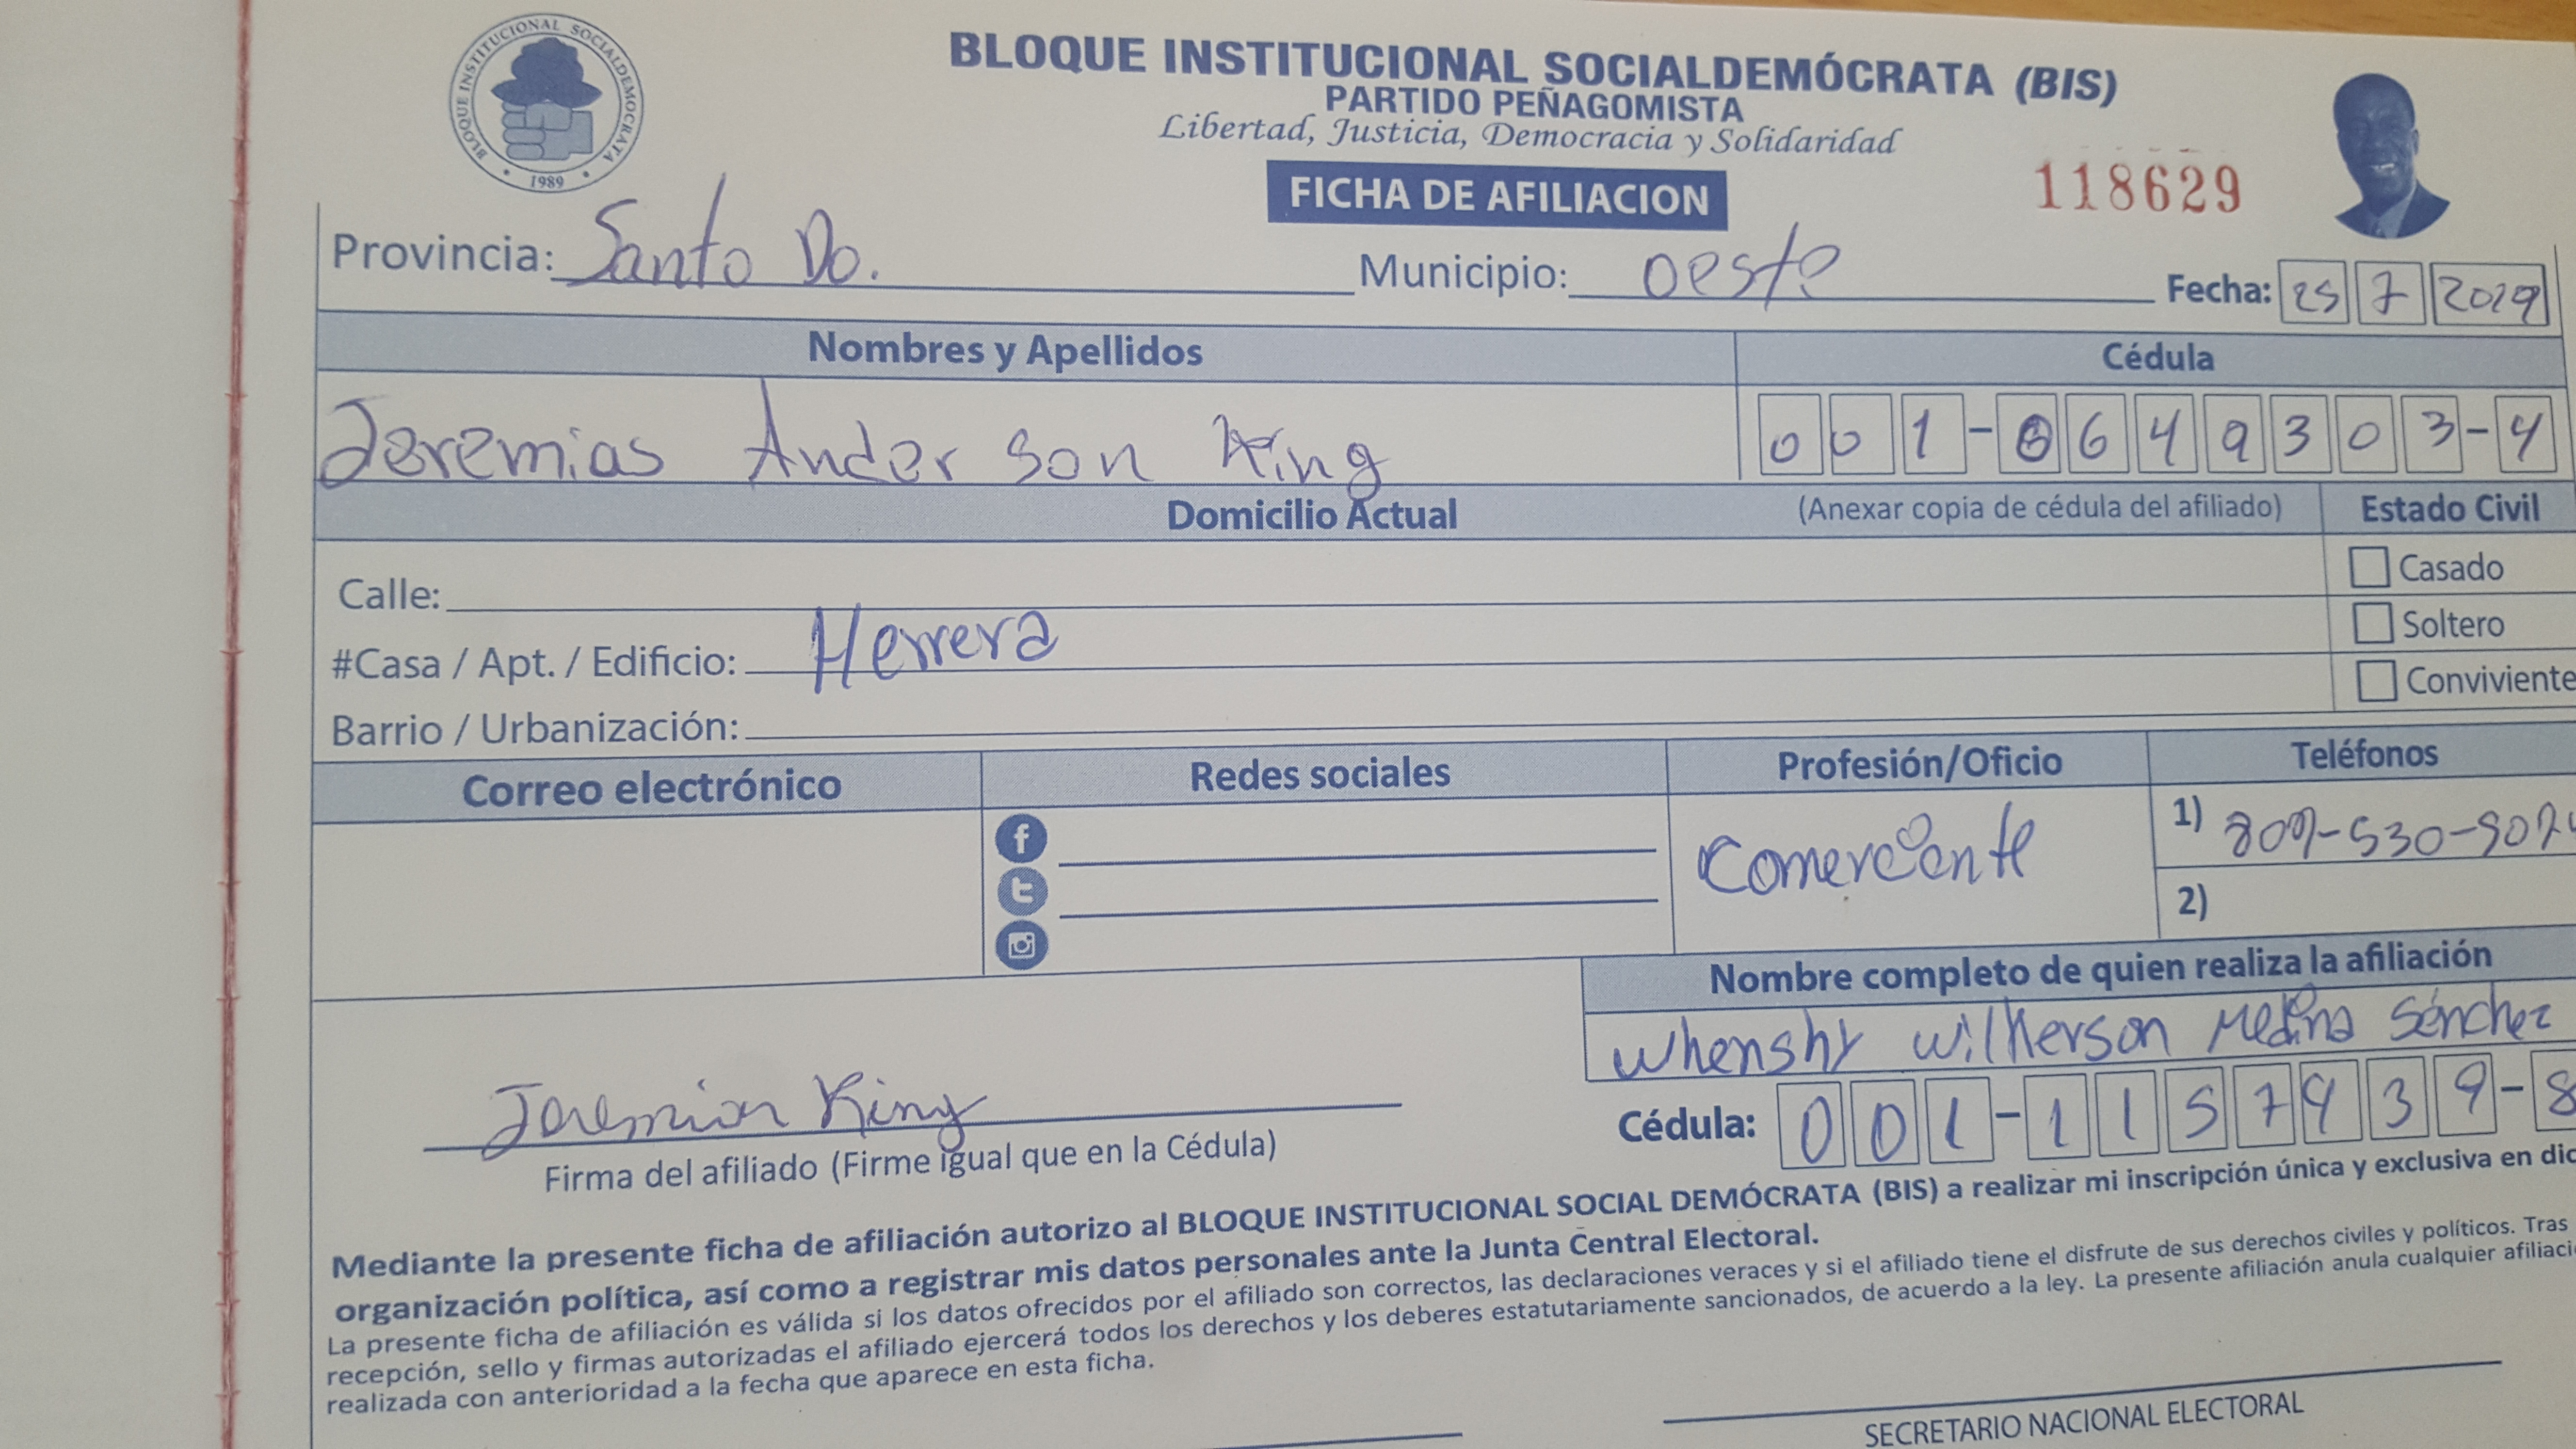 BLOQUE INSTITUCIONAL SOCIALDEMOCRATA
1989
BLOQUE INSTITUCIONAL SOCIALDEMÓCRATA (BIS)
PARTIDO PEÑAGOMISTA
Libertad, Justicia, Democracia y Solidaridad
FICHA DE AFILIACION
118629
Provincia: Santo Do. Municipio: oeste Fecha: 25 7 2019
Nombres y Apellidos Cédula
Jeremias Anderson King 001-0649303-4
Domicilio Actual (Anexar copia de cédula del afiliado) Estado Civil
Calle: Casado
#Casa / Apt. / Edificio: Herrera Soltero
Barrio / Urbanización: Conviviente
Correo electrónico Redes sociales Profesión/Oficio Teléfonos
Comerciante 1) 809-530-
2)
Nombre completo de quien realiza la afiliación
Whenshy Wilkerson Medina Sánchez
Cédula: 001-1157439-8
Jeremias King
Firma del afiliado (Firme igual que en la Cédula)
Mediante la presente ficha de afiliación autorizo al BLOQUE INSTITUCIONAL SOCIAL DEMÓCRATA (BIS) a realizar mi inscripción única y exclusiva en dic
organización política, así como a registrar mis datos personales ante la Junta Central Electoral.
La presente ficha de afiliación es válida si los datos ofrecidos por el afiliado son correctos, las declaraciones veraces y si el afiliado tiene el disfrute de sus derechos civiles y políticos. Tras
recepción, sello y firmas autorizadas el afiliado ejercerá todos los derechos y los deberes estatutariamente sancionados, de acuerdo a la ley. La presente afiliación anula cualquier afiliaci
realizada con anterioridad a la fecha que aparece en esta ficha.
SECRETARIO NACIONAL ELECTORAL